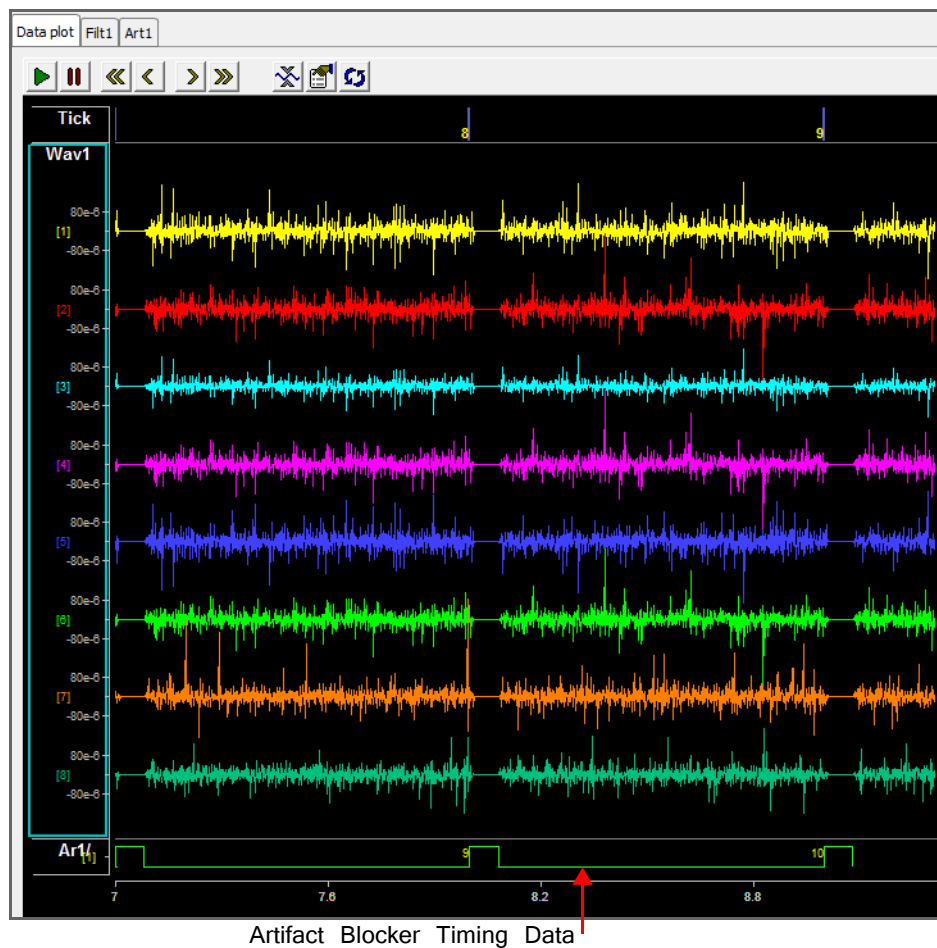 Data plot Filt1 Art1
Tick
8 9
Wav1
80e-6
[1]
-80e-6
80e-6
[2]
-80e-6
80e-6
[3]
-80e-6
80e-6
[4]
-80e-6
80e-6
[5]
-80e-6
80e-6
[6]
-80e-6
80e-6
[7]
-80e-6
80e-6
[8]
-80e-6
Ar1/ [1] 9 10
7 7.6 8.2 8.8
Artifact Blocker Timing Data